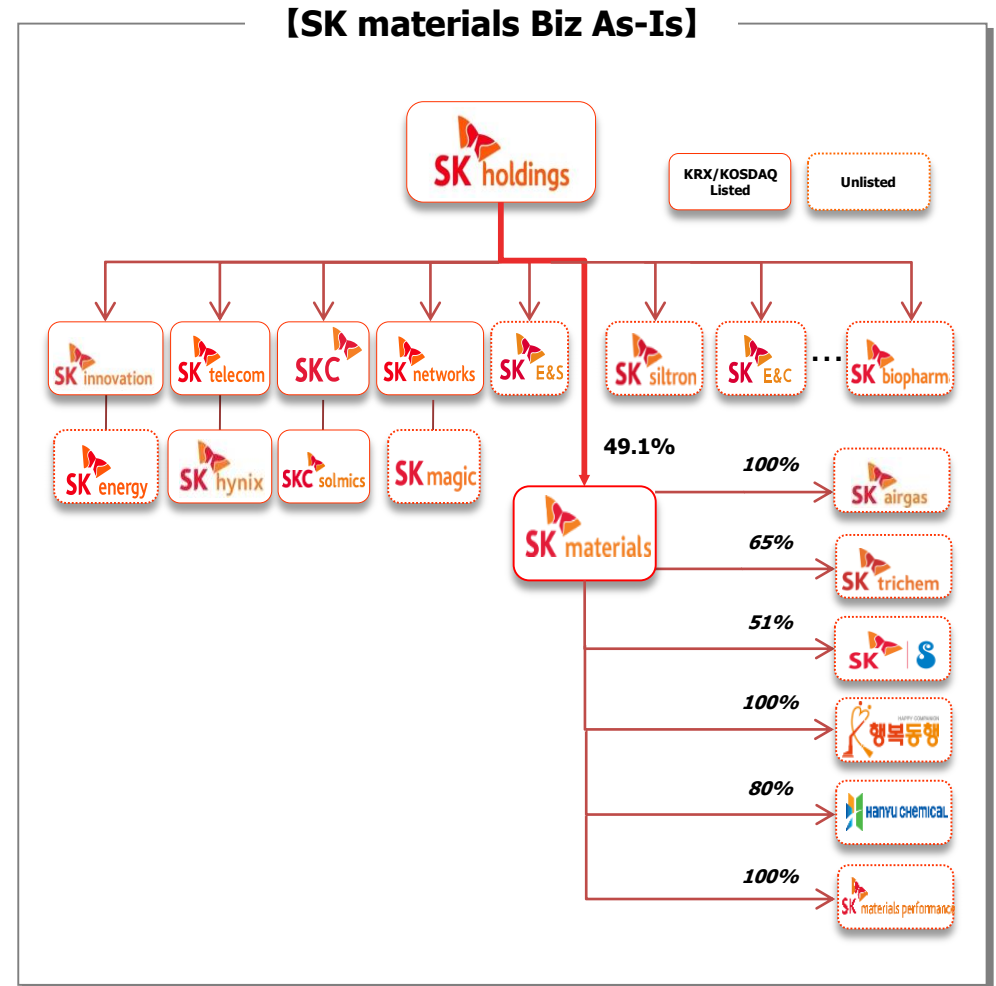 【SK materials Biz As-Is】
SK holdings
KRX/KOSDAQ
Listed
Unlisted
SK innovation
SK telecom
SKC
SK networks
SK E&S
SK siltron
SK E&C
...
SK biopharm
SK energy
SK hynix
SKC solmics
SK magic
49.1%
SK materials
100%
SK airgas
65%
SK trichem
51%
SK | S
100%
HAPPY COMPANION
행복동행
80%
HANYU CHEMICAL
100%
SK materials performance